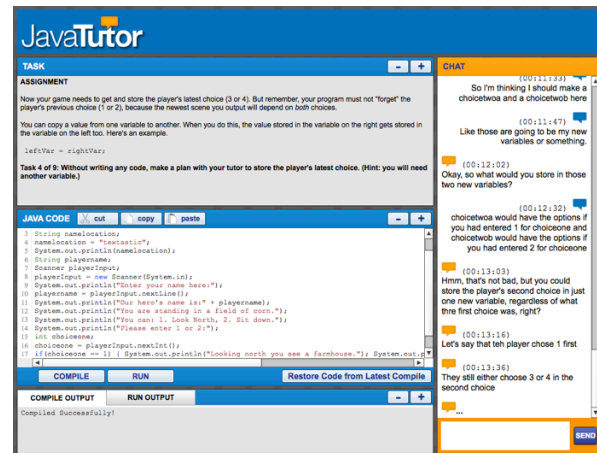 JavaTutor
TASK
- +
ASSIGNMENT
Now your game needs to get and store the player's latest choice (3 or 4). But remember, your program must not "forget" the
player's previous choice (1 or 2), because the newest scene you output will depend on both choices.
You can copy a value from one variable to another. When you do this, the value stored in the variable on the right gets stored in
the variable on the left too. Here's an example.
leftVar = rightVar;
Task 4 of 9: Without writing any code, make a plan with your tutor to store the player's latest choice. (Hint: you will need
another variable.)
JAVA CODE cut copy paste - +
3 String namelocation;
4 namelocation = "textastic";
5 System.out.println(namelocation);
6 String playername;
7 Scanner playerInput;
8 playerInput = new Scanner(System.in);
9 System.out.println("Enter your name here:");
10 playername = playerInput.nextLine();
11 System.out.println("Our hero's name is:" + playername);
12 System.out.println("You are standing in a field of corn.");
13 System.out.println("You can: 1. Look North, 2. Sit down.");
14 System.out.println("Please enter 1 or 2:");
15 int choiceone;
16 choiceone = playerInput.nextInt();
17 if(choiceone == 1) { System.out.println("Looking north you see a farmhouse."); System.out.p
COMPILE RUN Restore Code from Latest Compile
COMPILE OUTPUT RUN OUTPUT - +
Compiled Successfully!
CHAT
(00:11:33)
So I'm thinking I should make a
choicetwoa and a choicetwob here
(00:11:47)
Like those are going to be my new
variables or something.
(00:12:02)
Okay, so what would you store in those
two new variables?
(00:12:32)
choicetwoa would have the options if
you had entered 1 for choiceone and
choicetwob would have the options if
you had entered 2 for choiceone
(00:13:03)
Hmm, that's not bad, but you could
store the player's second choice in just
one new variable, regardless of what
thre first choice was, right?
(00:13:16)
Let's say that teh player chose 1 first
(00:13:36)
They still either choose 3 or 4 in the
second choice
...
SEND